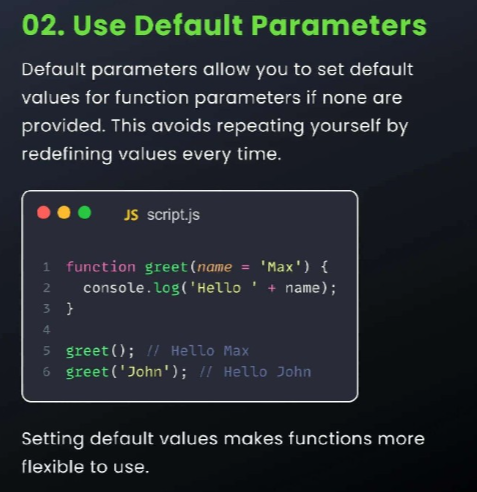 02. Use Default Parameters
Default parameters allow you to set default
values for function parameters if none are
provided. This avoids repeating yourself by
redefining values every time.
JS script.js
1 function greet(name = 'Max') {
2   console.log('Hello ' + name);
3 }
4
5 greet(); // Hello Max
6 greet('John'); // Hello John
Setting default values makes functions more
flexible to use.